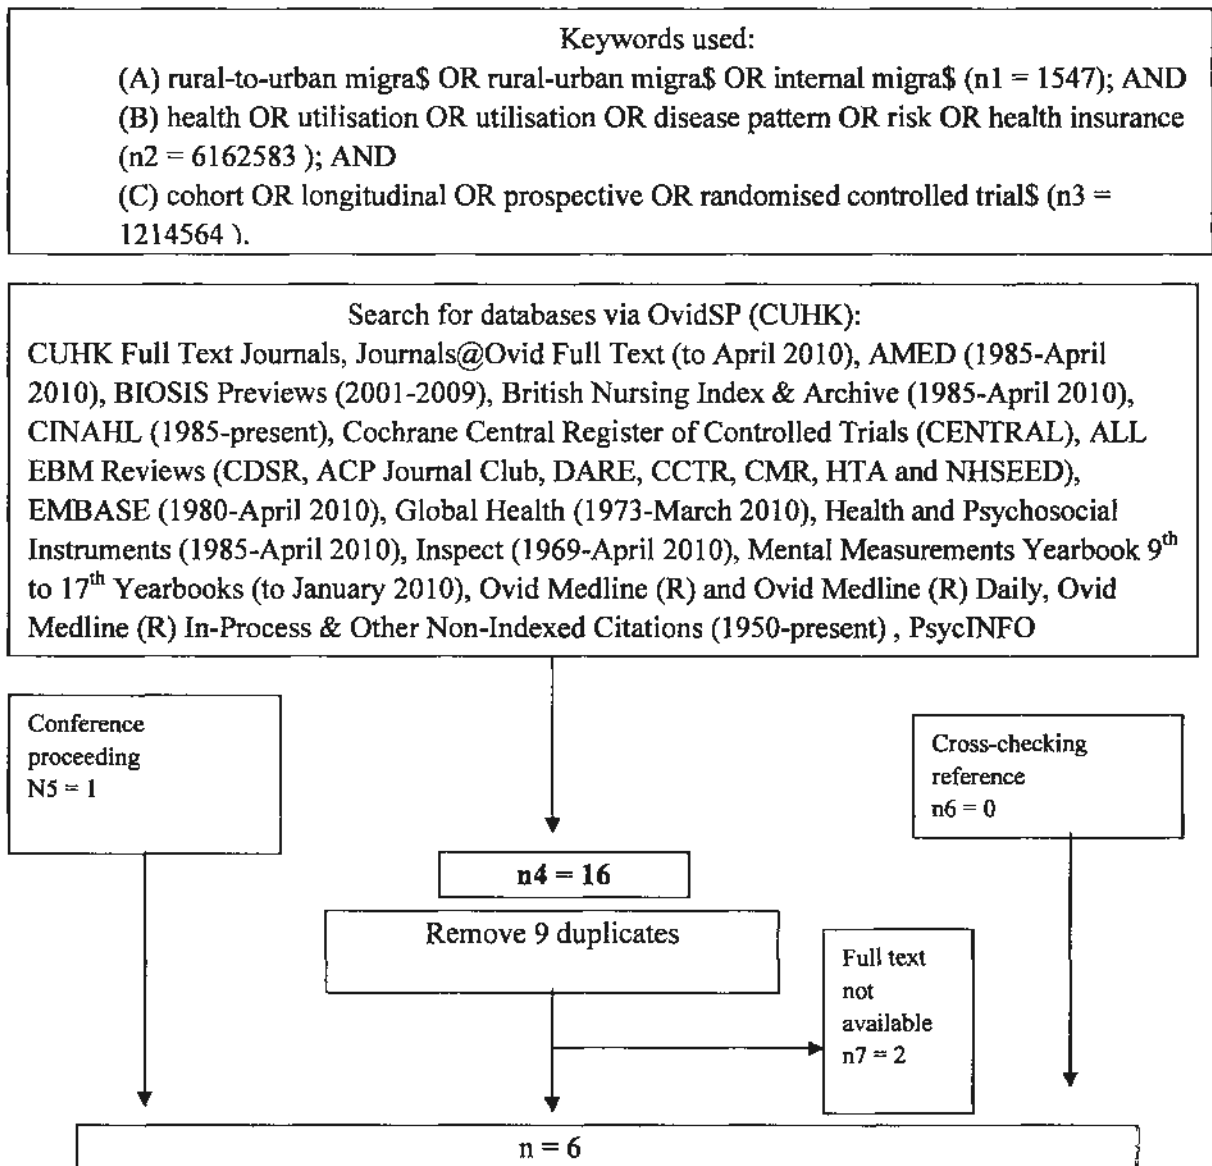 Keywords used:
(A) rural-to-urban migra$ OR rural-urban migra$ OR internal migra$ (n1 = 1547); AND
(B) health OR utilisation OR utilisation OR disease pattern OR risk OR health insurance
(n2 = 6162583 ); AND
(C) cohort OR longitudinal OR prospective OR randomised controlled trial$ (n3 =
1214564 ).
Search for databases via OvidSP (CUHK):
CUHK Full Text Journals, Journals@Ovid Full Text (to April 2010), AMED (1985-April
2010), BIOSIS Previews (2001-2009), British Nursing Index & Archive (1985-April 2010),
CINAHL (1985-present), Cochrane Central Register of Controlled Trials (CENTRAL), ALL
EBM Reviews (CDSR, ACP Journal Club, DARE, CCTR, CMR, HTA and NHSEED),
EMBASE (1980-April 2010), Global Health (1973-March 2010), Health and Psychosocial
Instruments (1985-April 2010), Inspect (1969-April 2010), Mental Measurements Yearbook 9th
to 17th Yearbooks (to January 2010), Ovid Medline (R) and Ovid Medline (R) Daily, Ovid
Medline (R) In-Process & Other Non-Indexed Citations (1950-present) , PsycINFO
Conference
proceeding
N5 = 1
Cross-checking
reference
n6 = 0
n4 = 16
Remove 9 duplicates
Full text
not
available
n7 = 2
n = 6